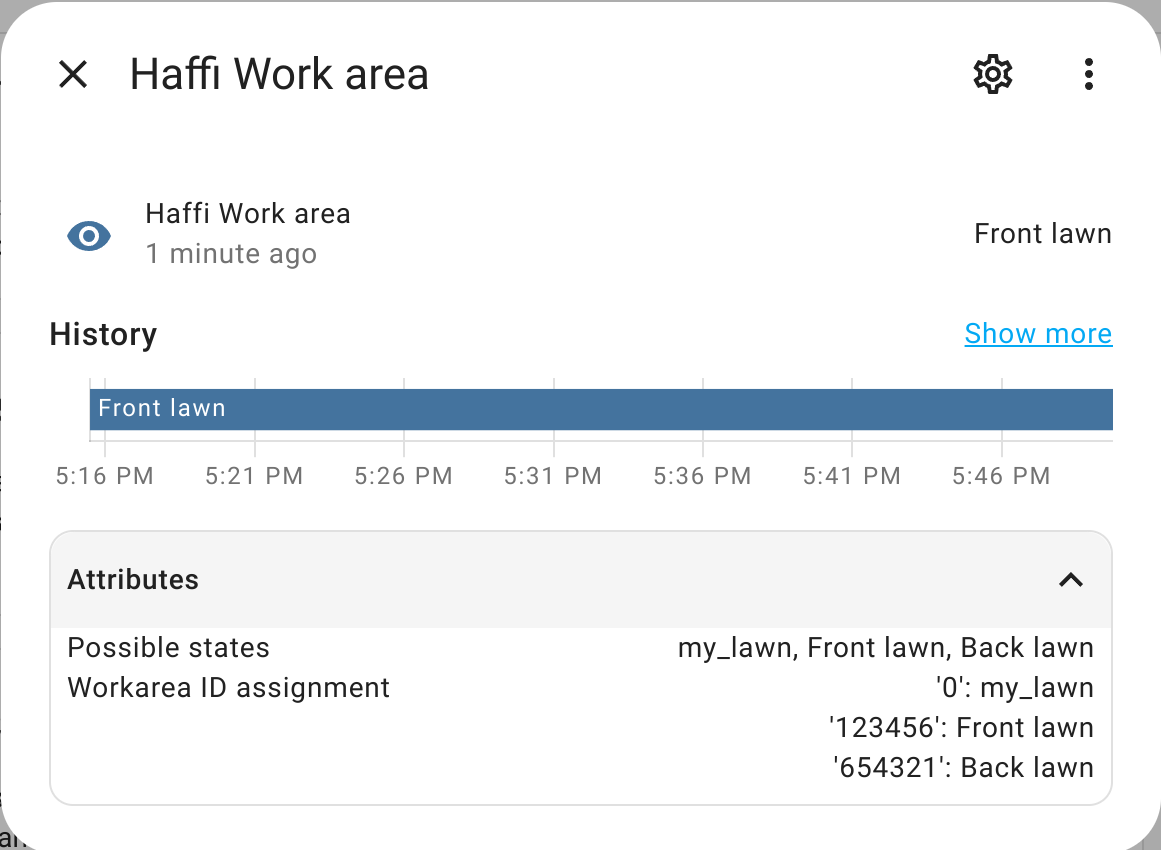 Haffi Work area
Haffi Work area
1 minute ago
Front lawn
History
Show more
Front lawn
5:16 PM 5:21 PM 5:26 PM 5:31 PM 5:36 PM 5:41 PM 5:46 PM
Attributes
Possible states my_lawn, Front lawn, Back lawn
Workarea ID assignment '0': my_lawn
'123456': Front lawn
'654321': Back lawn